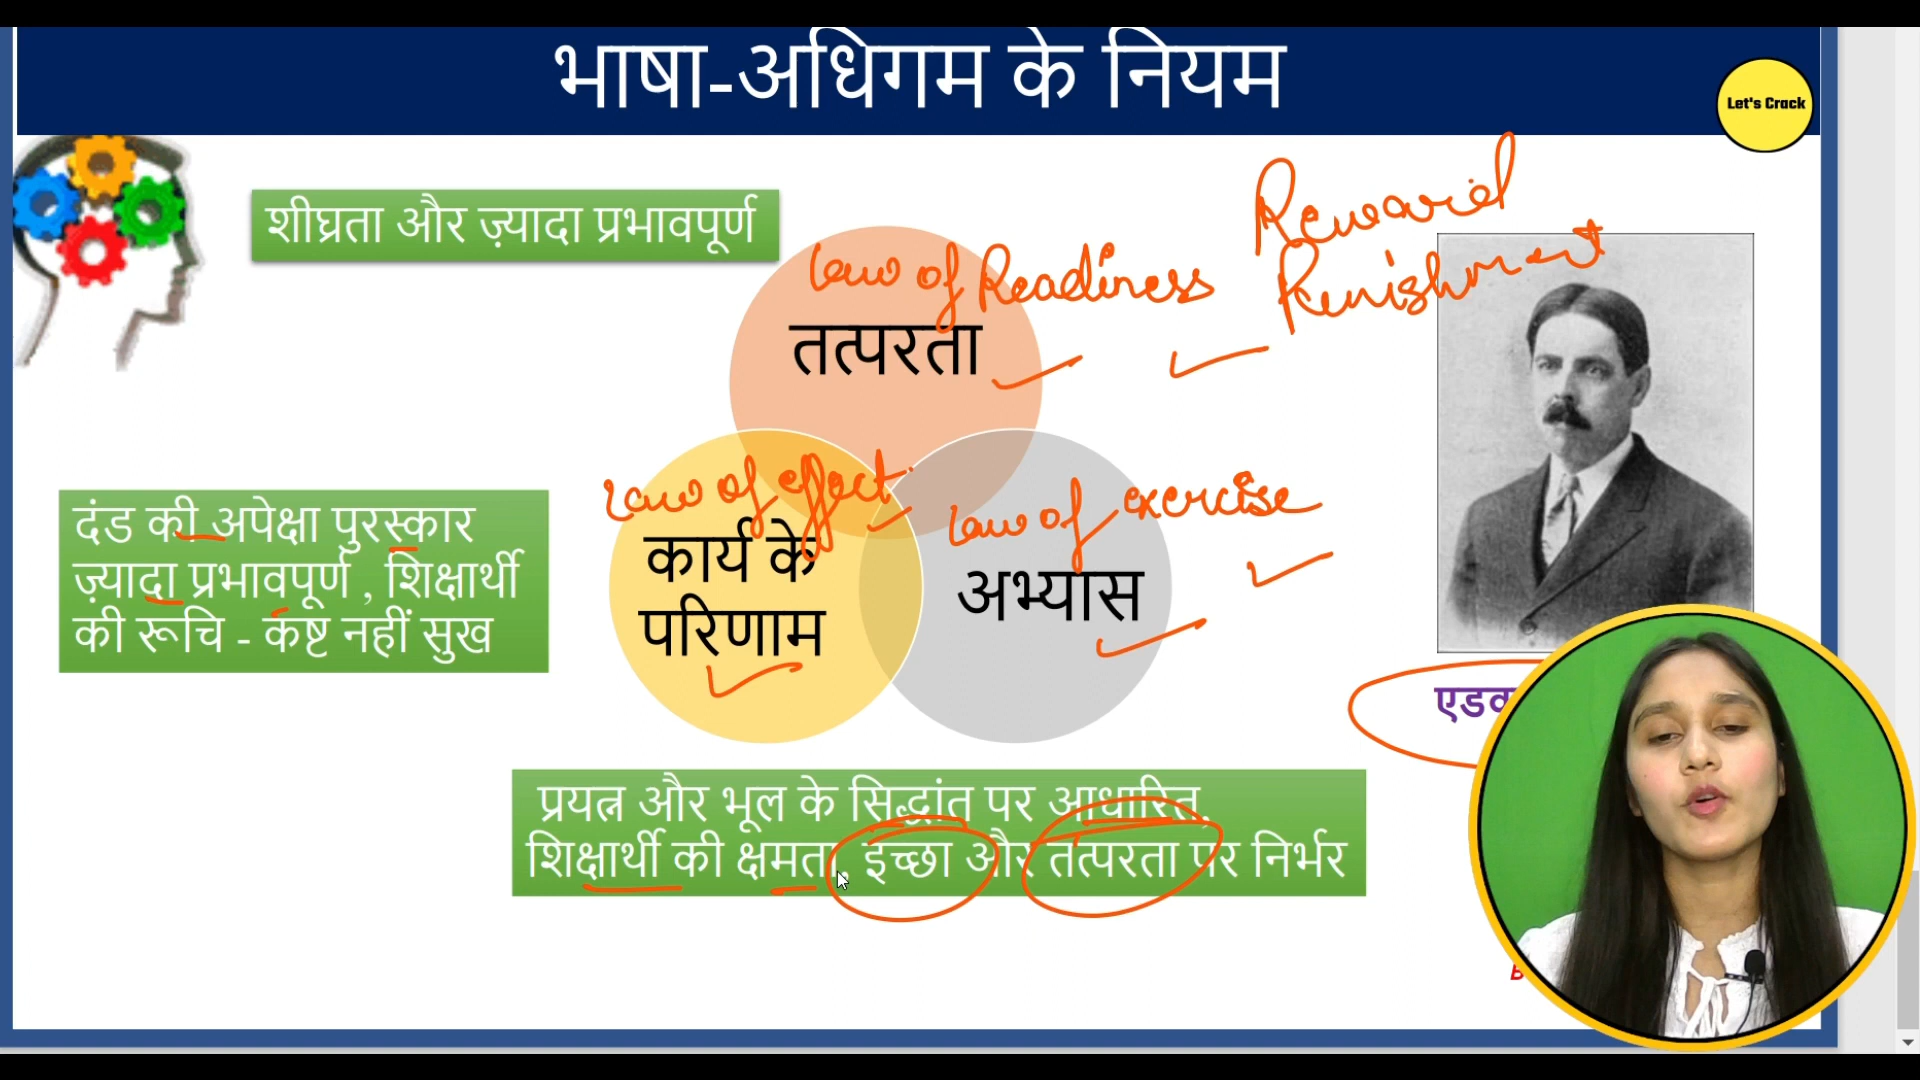 भाषा-अधिगम के नियम
Let's Crack
शीघ्रता और ज़्यादा प्रभावपूर्ण
Reward
Punishment
Law of Readiness
तत्परता
दंड की अपेक्षा पुरस्कार
ज़्यादा प्रभावपूर्ण , शिक्षार्थी
की रूचि - कष्ट नहीं सुख
Law of effect
कार्य के
परिणाम
Law of exercise
अभ्यास
प्रयत्न और भूल के सिद्धांत पर आधारित,
शिक्षार्थी की क्षमता, इच्छा और तत्परता पर निर्भर